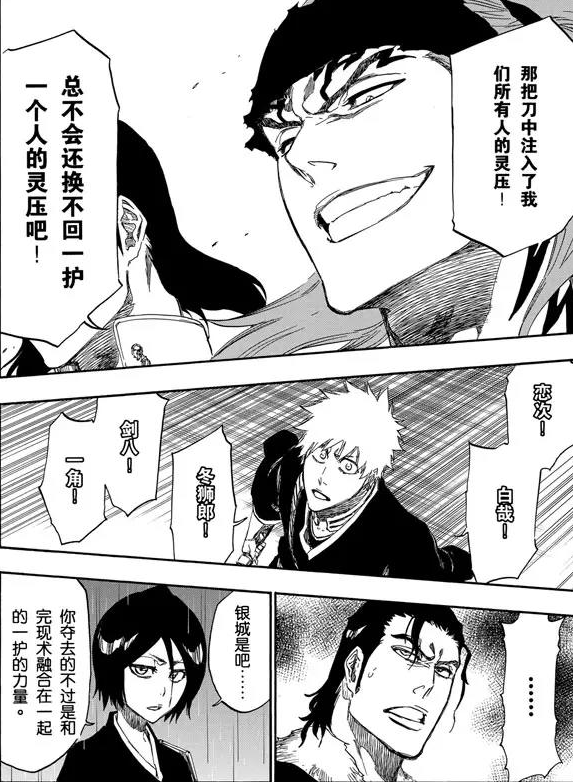 那把刀中注入了我
们所有人的灵压！
总不会还换不回一护
一个人的灵压吧！
恋次！
白哉！
冬狮郎！
剑八！
一角！
……
银城是吧……
你夺去的不过是和
完现术融合在一起
的一护的力量。